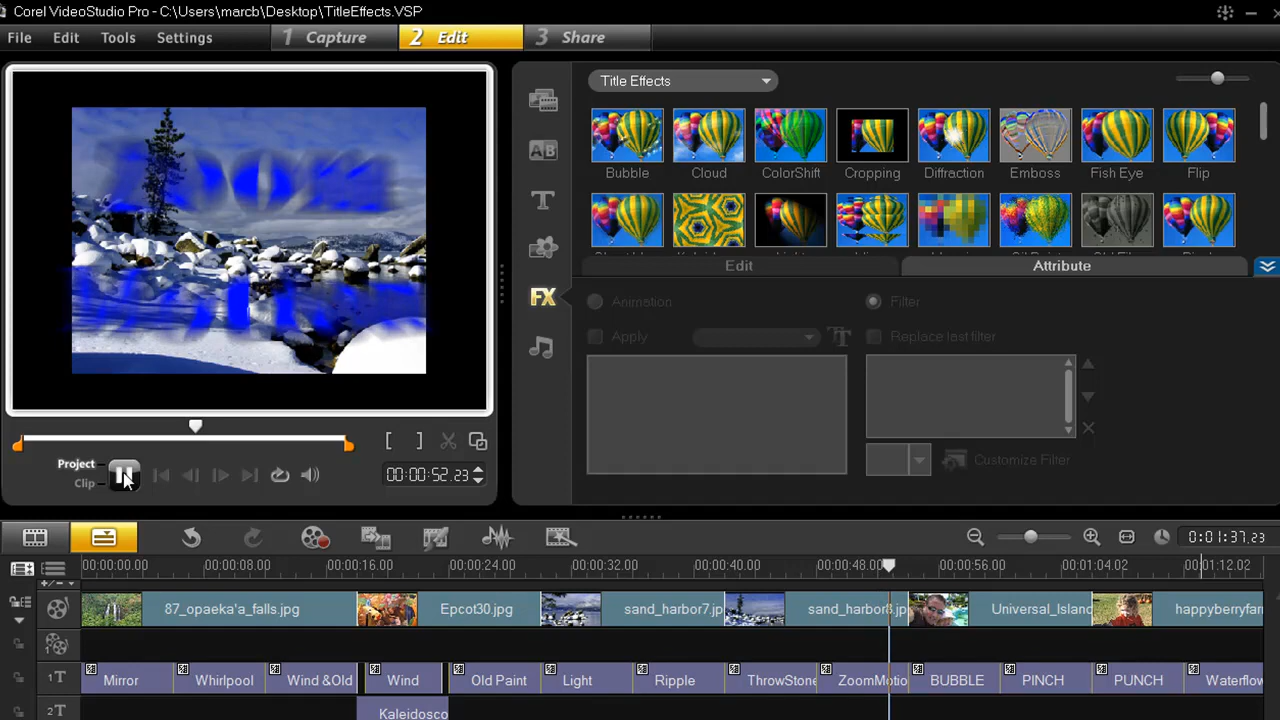 Corel VideoStudio Pro - C:\Users\marcb\Desktop\TitleEffects.VSP
File Edit Tools Settings 1 Capture 2 Edit 3 Share
Title Effects
Bubble Cloud ColorShift Cropping Diffraction Emboss Fish Eye Flip
Edit Attribute
FX Animation Filter
Apply Replace last filter
Project
Clip
00:00:52.23
Customize Filter
0:01:37.23
00:00:00.00 00:00:08.00 00:00:16.00 00:00:24.00 00:00:32.00 00:00:40.00 00:00:48.00 00:00:56.00 00:01:04.02 00:01:12.02
87_opaeka'a_falls.jpg Epcot30.jpg sand_harbor7.jp sand_harbor8.jp Universal_Island happyberryfar
1T Mirror Whirlpool Wind &Old Wind Old Paint Light Ripple ThrowStone ZoomMotio BUBBLE PINCH PUNCH Waterflow
2T Kaleidosco